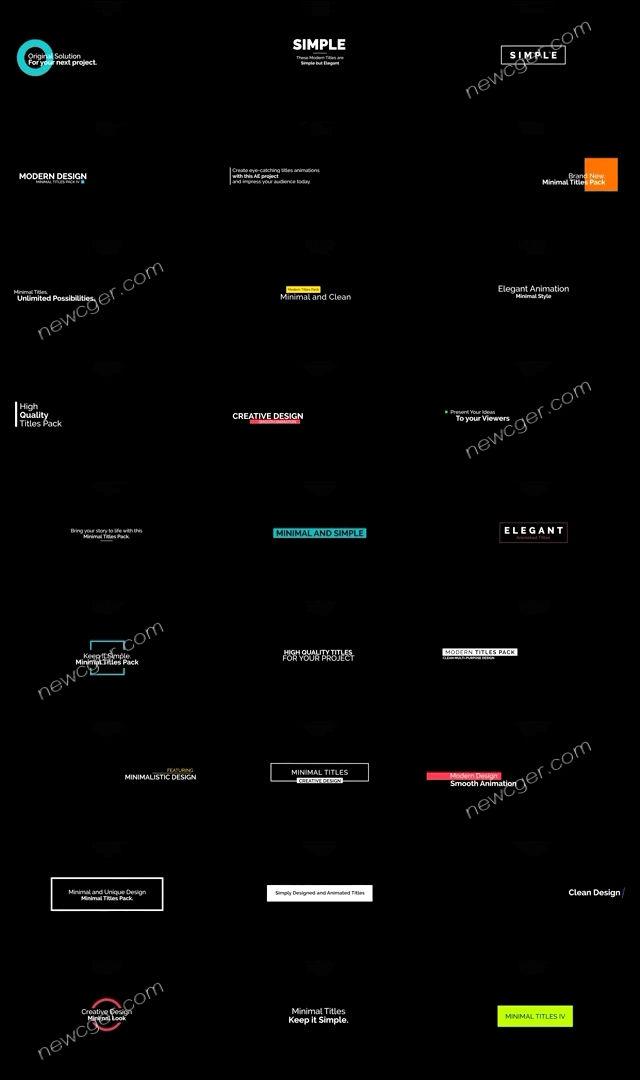 Original Solution
For your next project.
SIMPLE
These Modern Titles are
Simple but Elegant
SIMPLE
newcger.com
MODERN DESIGN
MINIMAL TITLES PACK IV
Create eye-catching titles animations
with this AE project
and impress your audience today
Brand New.
Minimal Titles Pack
Minimal Titles.
Unlimited Possibilities.
newcger.com
Modern Titles Pack
Minimal and Clean
Elegant Animation
Minimal Style
High
Quality
Titles Pack
CREATIVE DESIGN
SMOOTH ANIMATION
Present Your Ideas
To your Viewers
newcger.com
Bring your story to life with this
Minimal Titles Pack.
MINIMAL AND SIMPLE
ELEGANT
Animated Titles
Keep it Simple.
Minimal Titles Pack
newcger.com
HIGH QUALITY TITLES
FOR YOUR PROJECT
MODERN TITLES PACK
CLEAN MULTI-PURPOSE DESIGN
FEATURING
MINIMALISTIC DESIGN
MINIMAL TITLES
CREATIVE DESIGN
Modern Design
Smooth Animation
newcger.com
Minimal and Unique Design
Minimal Titles Pack.
Simply Designed and Animated Titles
Clean Design
Creative Design
Minimal Look
newcger.com
Minimal Titles
Keep it Simple.
MINIMAL TITLES IV